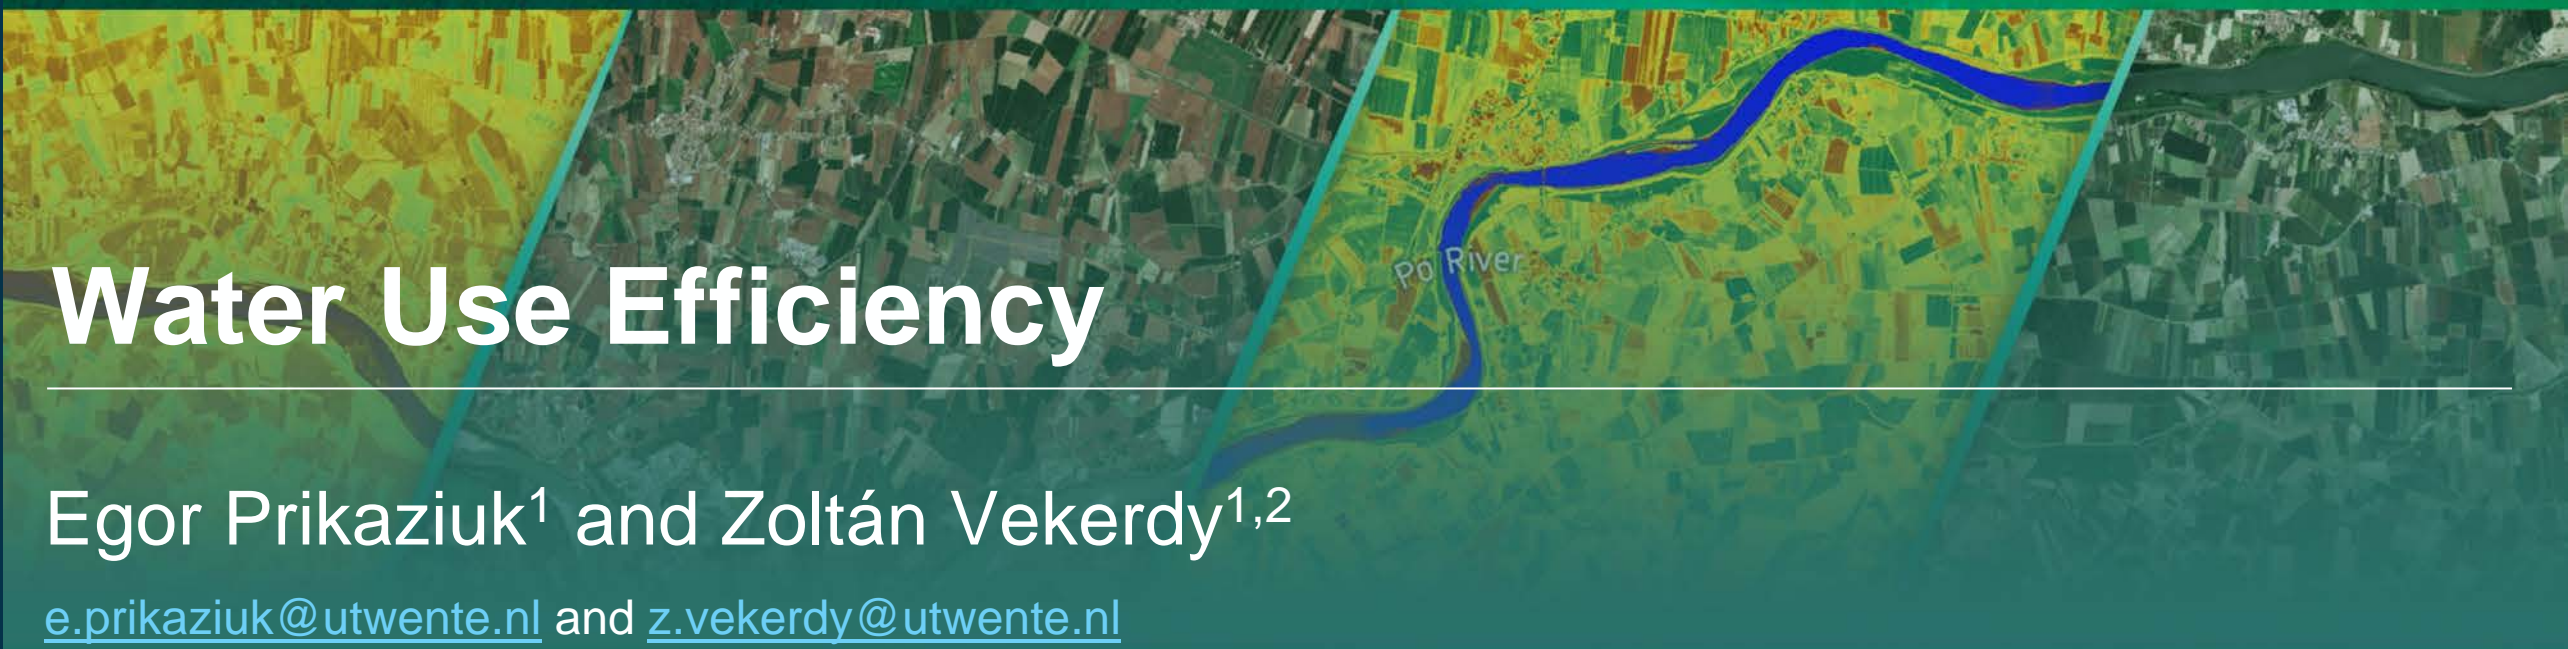 Po River
Water Use Efficiency
Egor Prikaziuk1 and Zoltán Vekerdy1,2
e.prikaziuk@utwente.nl and z.vekerdy@utwente.nl